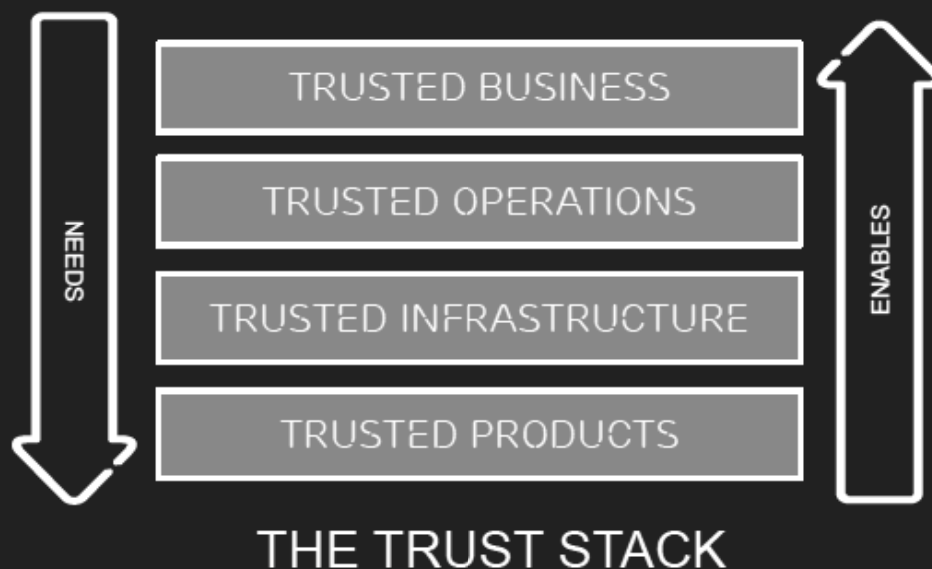 TRUSTED BUSINESS
TRUSTED OPERATIONS
NEEDS
ENABLES
TRUSTED INFRASTRUCTURE
TRUSTED PRODUCTS
THE TRUST STACK